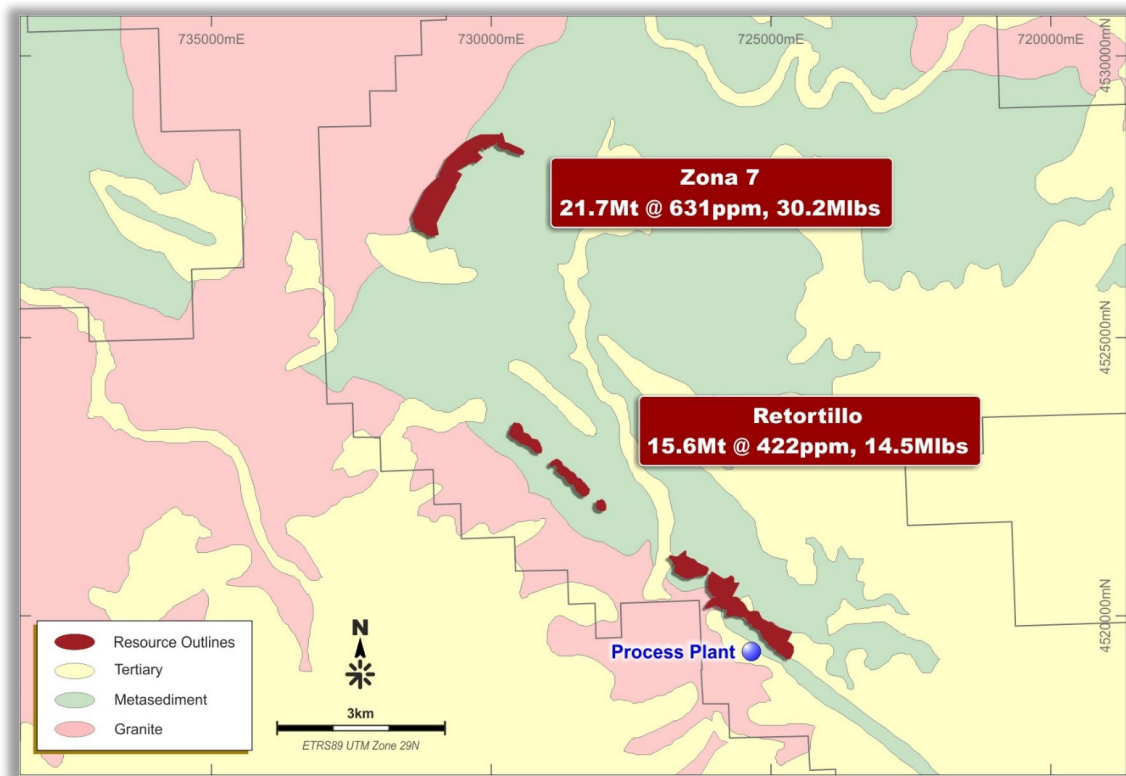 735000mE
730000mE
725000mE
720000mE
4530000mN
Zona 7
21.7Mt @ 631ppm, 30.2Mlbs
4525000mN
Retortillo
15.6Mt @ 422ppm, 14.5Mlbs
4520000mN
Process Plant
Resource Outlines
Tertiary
Metasediment
Granite
N
3km
ETRS89 UTM Zone 29N